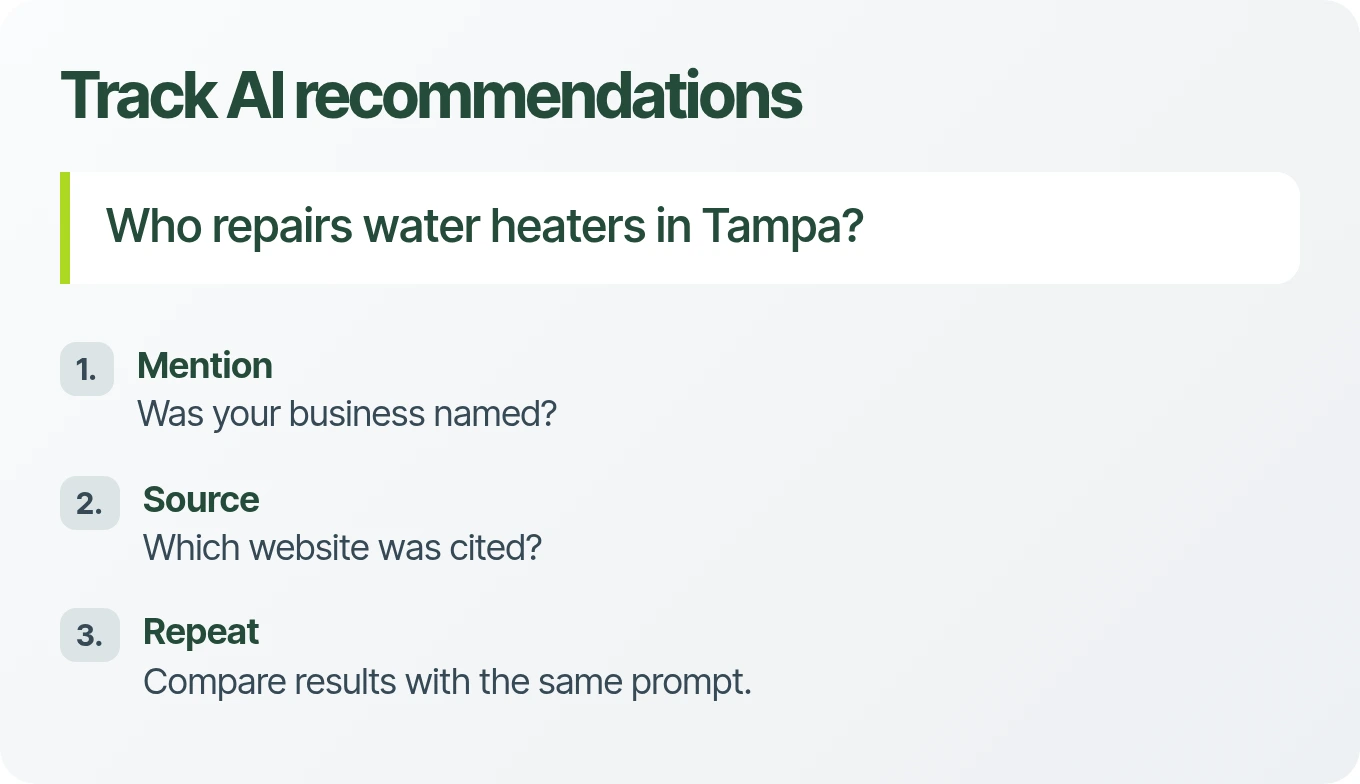 Track AI recommendations
Who repairs water heaters in Tampa?
1. Mention
Was your business named?
2. Source
Which website was cited?
3. Repeat
Compare results with the same prompt.